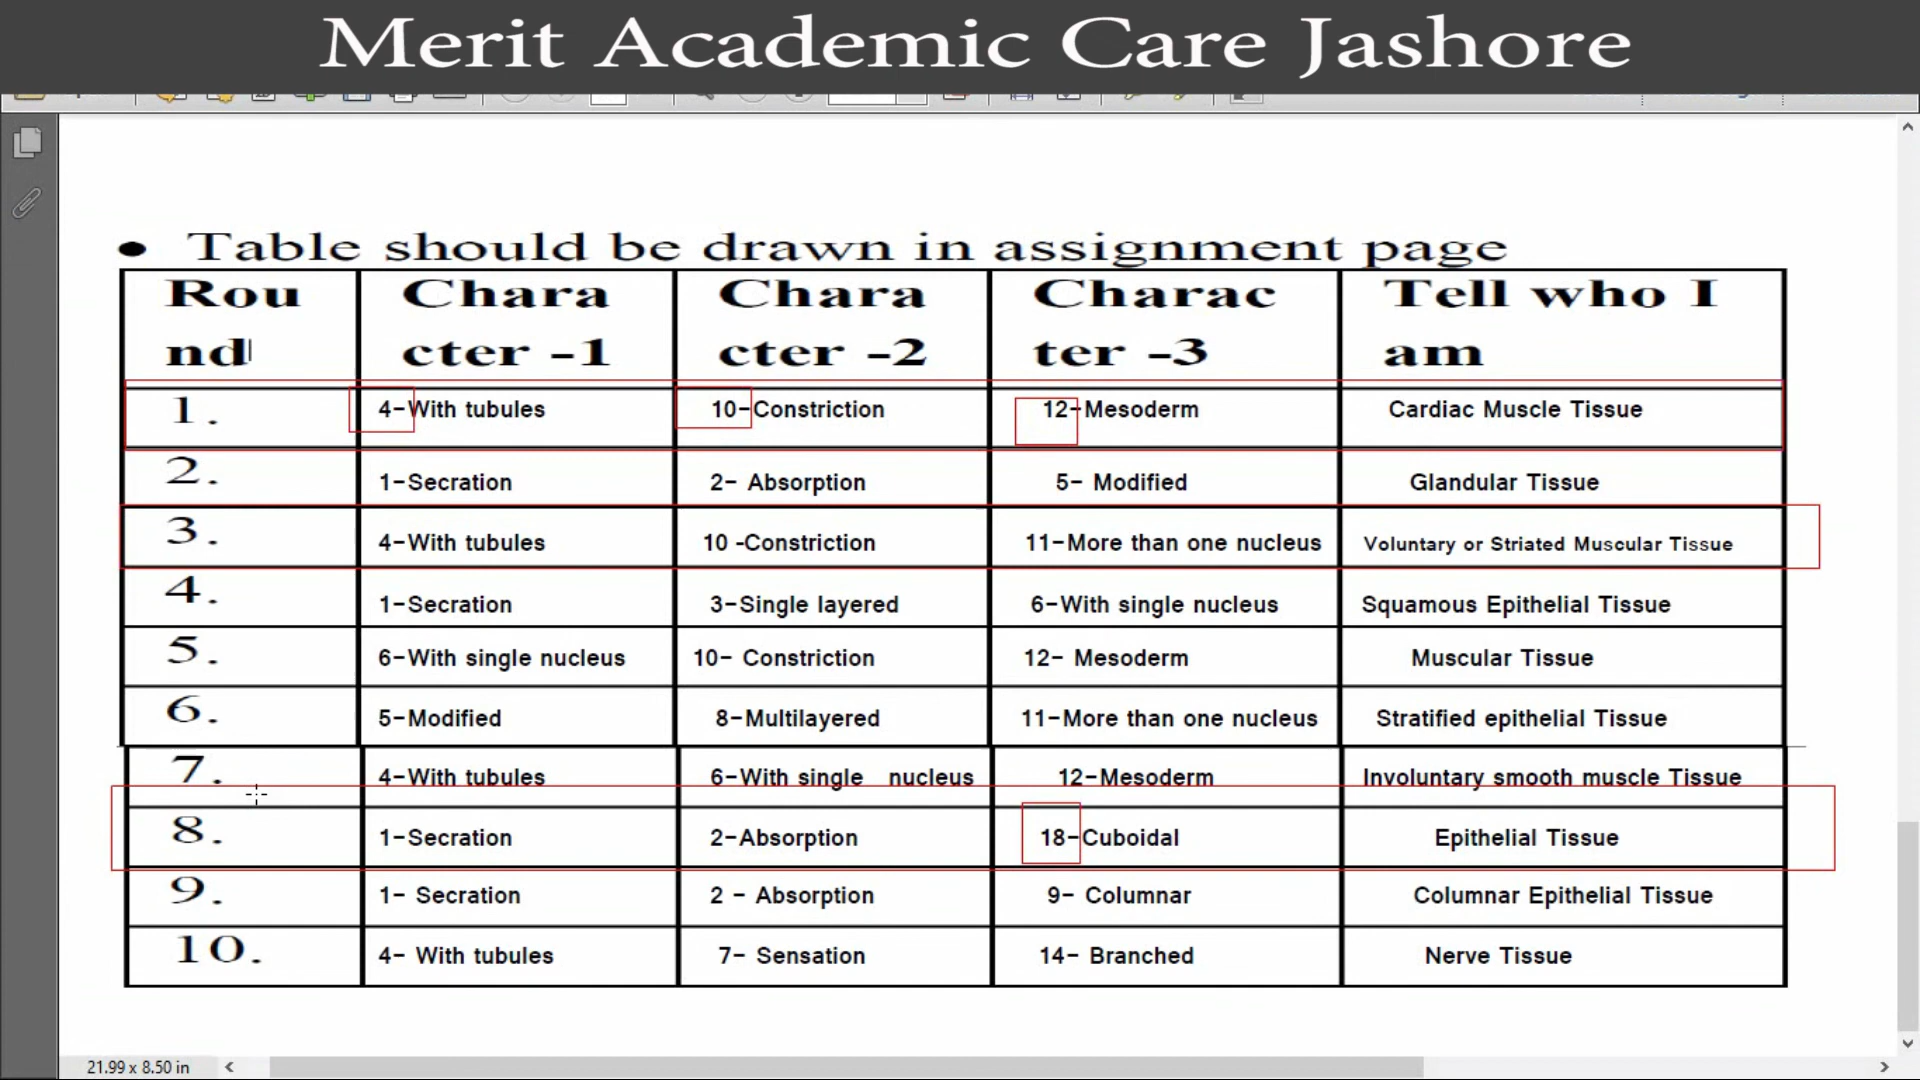 Merit Academic Care Jashore
● Table should be drawn in assignment page
Rou Chara Chara Charac Tell who I
nd cter -1 cter -2 ter -3 am
1. 4-With tubules 10-Constriction 12-Mesoderm Cardiac Muscle Tissue
2. 1-Secration 2- Absorption 5- Modified Glandular Tissue
3. 4-With tubules 10 -Constriction 11-More than one nucleus Voluntary or Striated Muscular Tissue
4. 1-Secration 3-Single layered 6-With single nucleus Squamous Epithelial Tissue
5. 6-With single nucleus 10- Constriction 12- Mesoderm Muscular Tissue
6. 5-Modified 8-Multilayered 11-More than one nucleus Stratified epithelial Tissue
7. 4-With tubules 6-With single nucleus 12-Mesoderm Involuntary smooth muscle Tissue
8. 1-Secration 2-Absorption 18-Cuboidal Epithelial Tissue
9. 1- Secration 2 - Absorption 9- Columnar Columnar Epithelial Tissue
10. 4- With tubules 7- Sensation 14- Branched Nerve Tissue
21.99 x 8.50 in